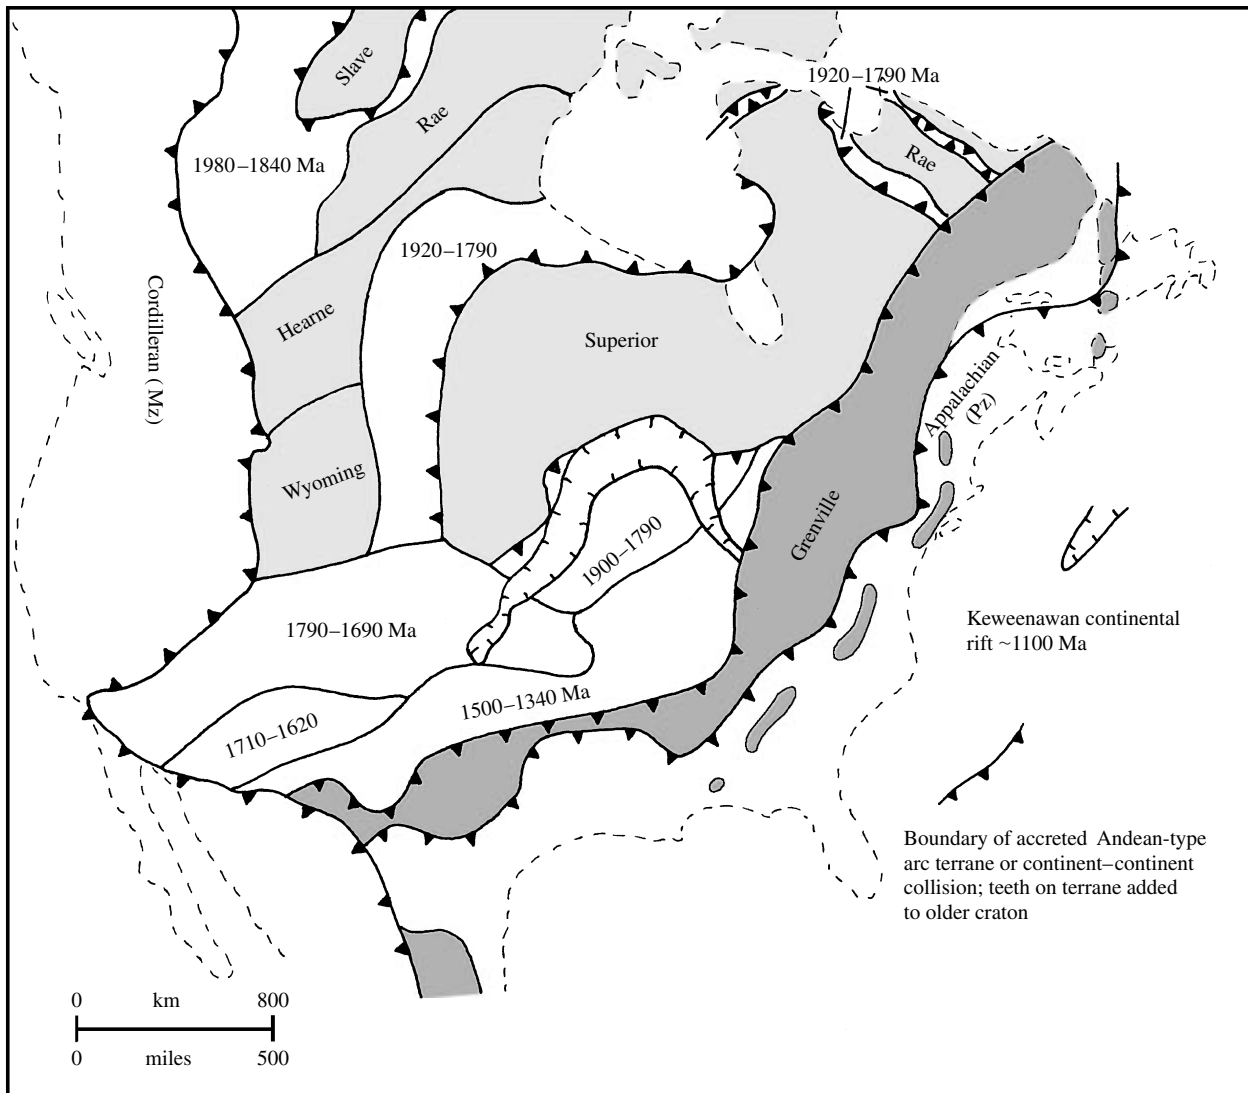 Slave
1920–1790 Ma
Rae
Rae
1980–1840 Ma
1920–1790
Cordilleran (Mz)
Hearne
Superior
Appalachian
(Pz)
Wyoming
Grenville
1900–1790
Keweenawan continental
rift ~1100 Ma
1790–1690 Ma
1500–1340 Ma
1710–1620
Boundary of accreted Andean-type
arc terrane or continent–continent
collision; teeth on terrane added
to older craton
0 km 800
0 miles 500